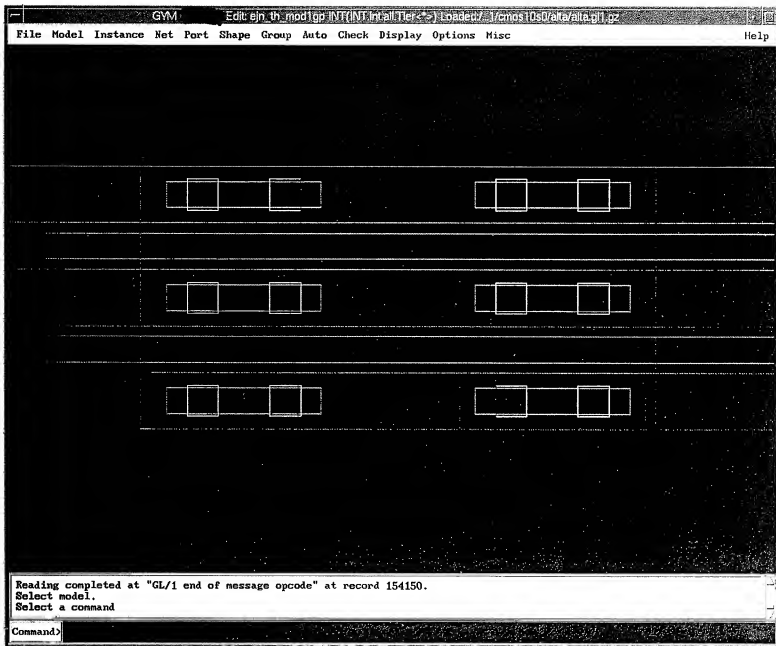 GYM Edit: ejn_th_mod1gp INT(INT.Int.all.Tier<*>) Loaded:/_1/cmos10s0/alta/alta.gl1.gz
File Model Instance Net Port Shape Group Auto Check Display Options Misc Help
Reading completed at "GL/1 end of message opcode" at record 154150.
Select model.
Select a command
Command>